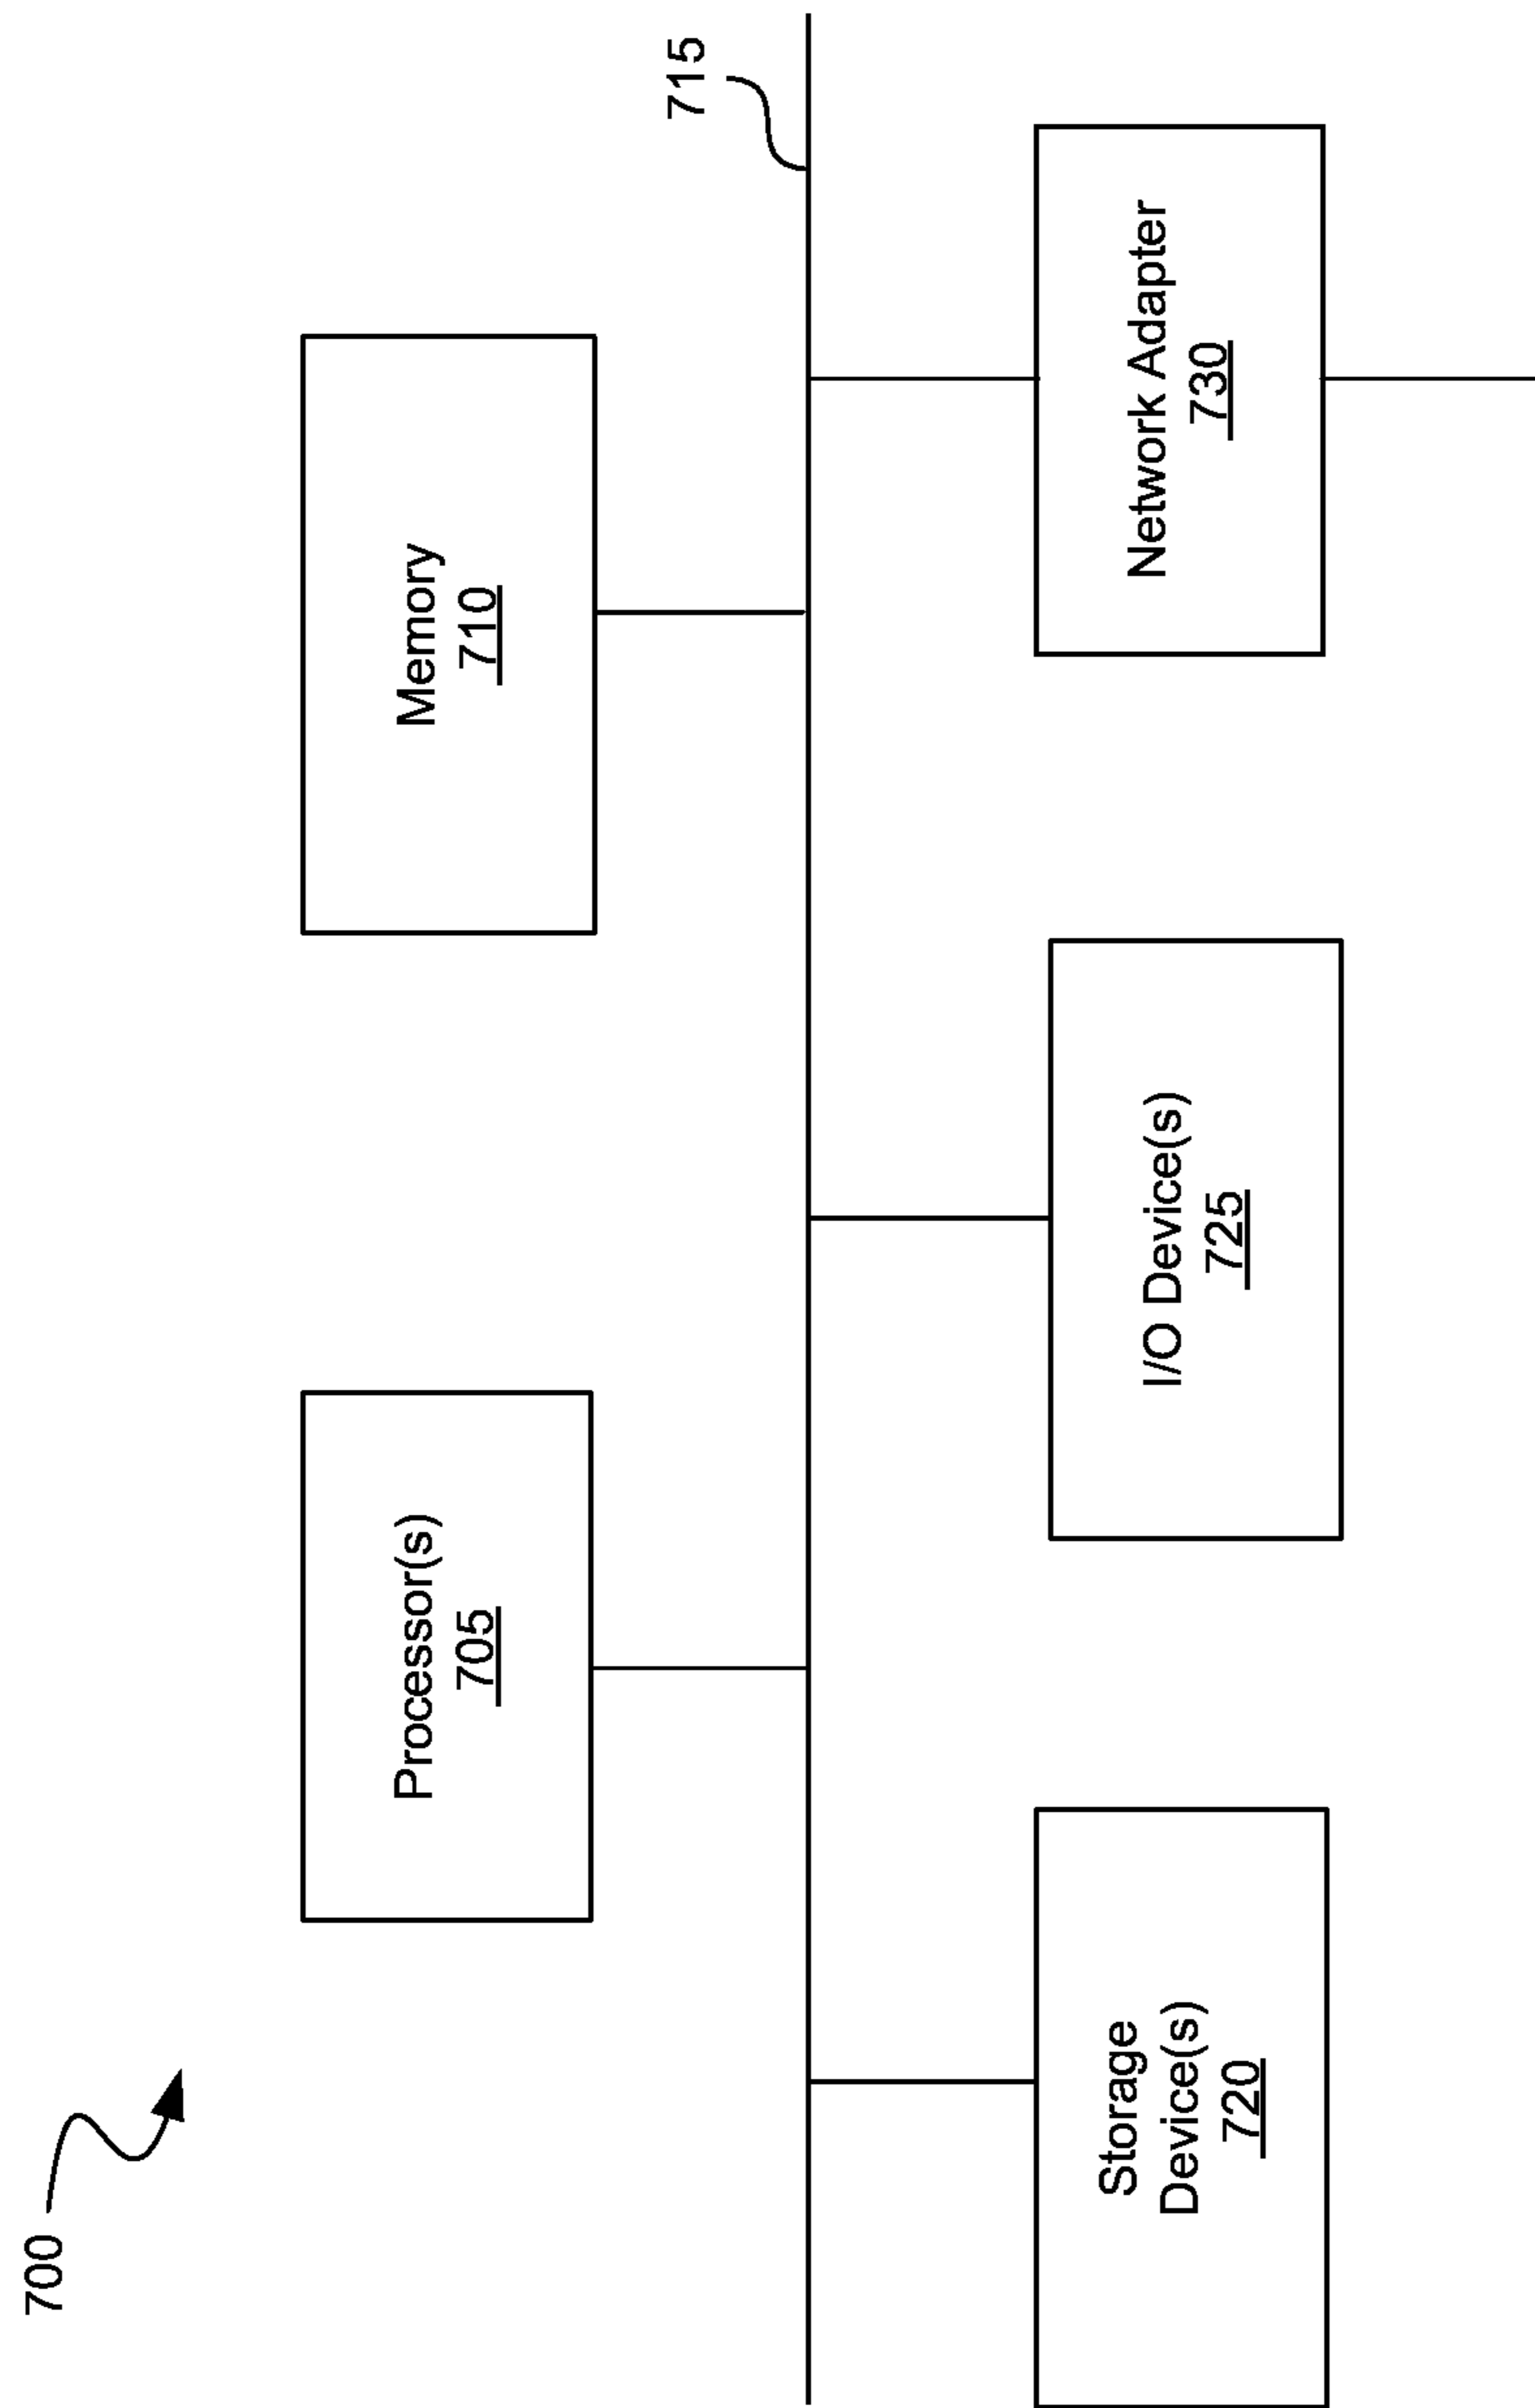 700
Processor(s)
705
Memory
710
715
Storage
Device(s)
720
I/O Device(s)
725
Network Adapter
730